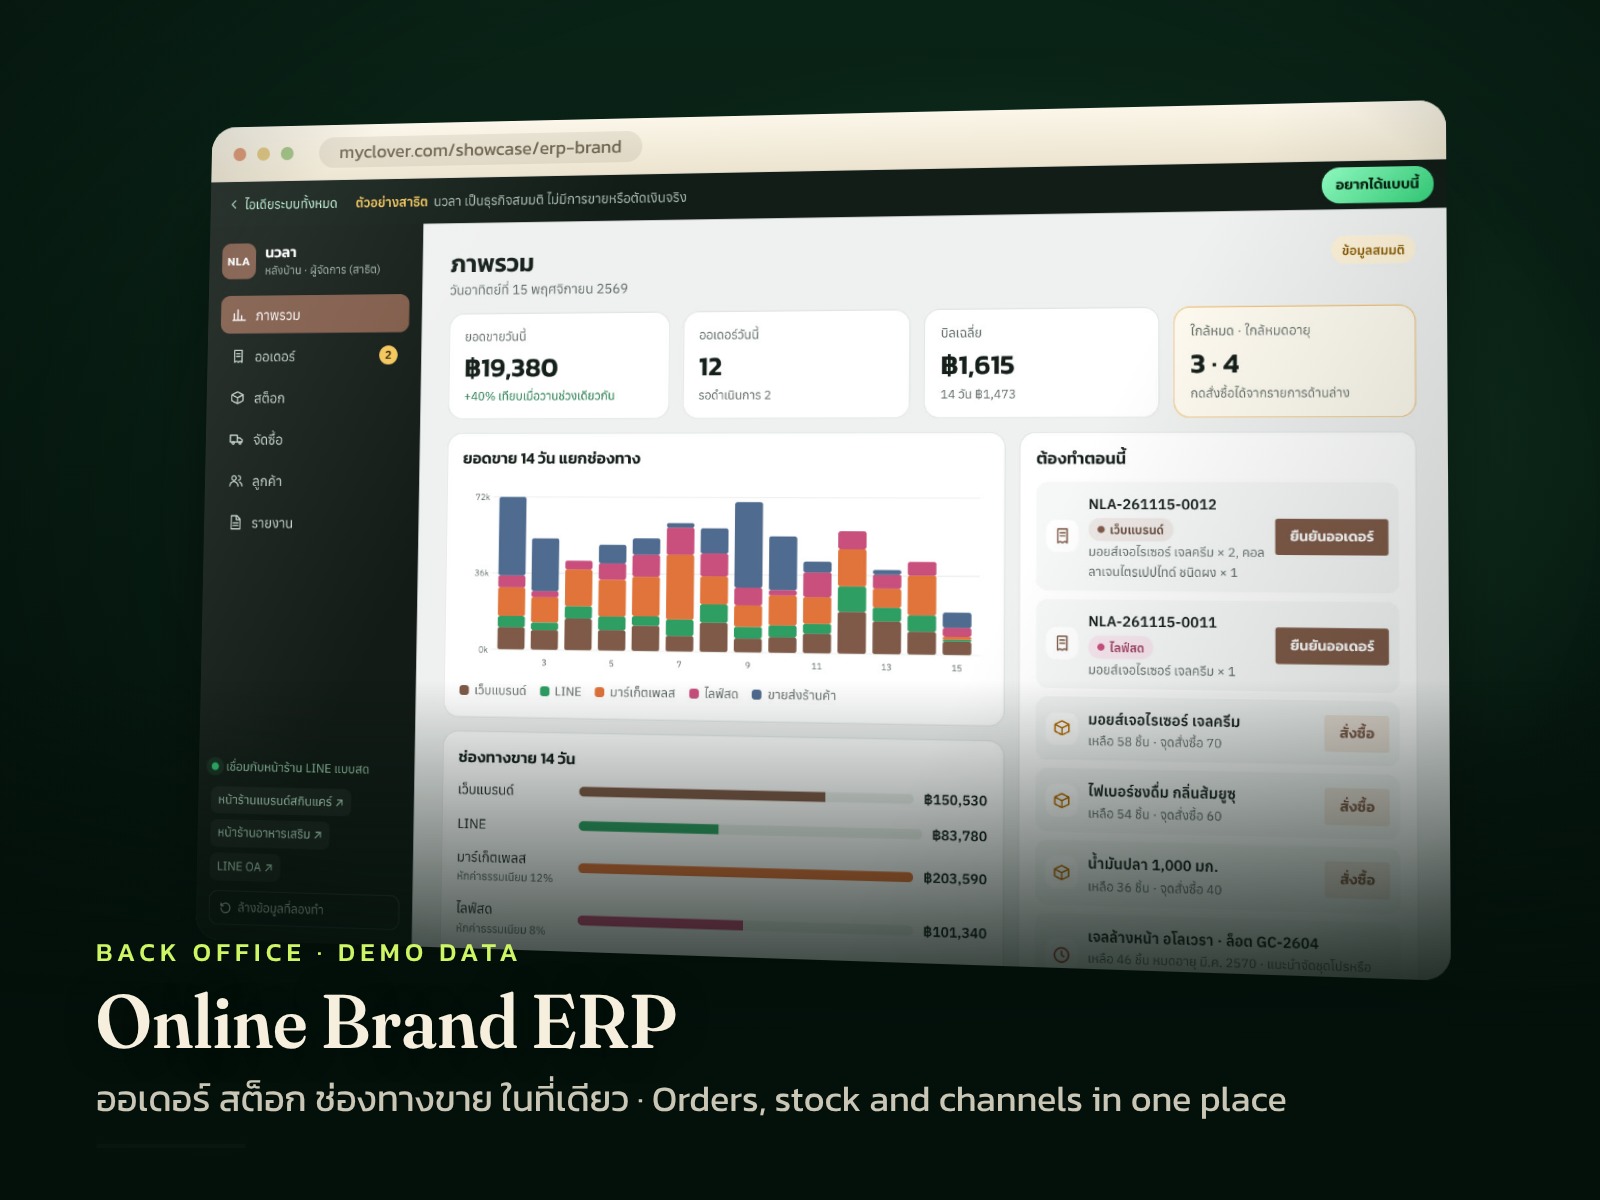 myclover.com/showcase/erp-brand
ไอเดียระบบทั้งหมด
ตัวอย่างสาธิต นวลา เป็นธุรกิจสมมติ ไม่มีการขายหรือตัดเงินจริง
อยากได้แบบนี้
NLA
นวลา
หลังบ้าน · ผู้จัดการ (สาธิต)
ภาพรวม
ออเดอร์
2
สต็อก
จัดซื้อ
ลูกค้า
รายงาน
เชื่อมกับหน้าร้าน LINE แบบสด
หน้าร้านแบรนด์สกินแคร์ ↗
หน้าร้านอาหารเสริม ↗
LINE OA ↗
ล้างข้อมูลที่ลองทำ
ภาพรวม
วันอาทิตย์ที่ 15 พฤศจิกายน 2569
ข้อมูลสมมติ
ยอดขายวันนี้
฿19,380
+40% เทียบเมื่อวานช่วงเดียวกัน
ออเดอร์วันนี้
12
รอดำเนินการ 2
บิลเฉลี่ย
฿1,615
14 วัน ฿1,473
ใกล้หมด · ใกล้หมดอายุ
3 · 4
กดสั่งซื้อได้จากรายการด้านล่าง
ยอดขาย 14 วัน แยกช่องทาง
72k
36k
0k
3 5 7 9 11 13 15
เว็บแบรนด์ LINE มาร์เก็ตเพลส ไลฟ์สด ขายส่งร้านค้า
ช่องทางขาย 14 วัน
เว็บแบรนด์
฿150,530
LINE
฿83,780
มาร์เก็ตเพลส
หักค่าธรรมเนียม 12%
฿203,590
ไลฟ์สด
หักค่าธรรมเนียม 8%
฿101,340
ต้องทำตอนนี้
NLA-261115-0012
เว็บแบรนด์
มอยส์เจอไรเซอร์ เจลครีม × 2, คอล
ลาเจนไตรเปปไทด์ ชนิดผง × 1
ยืนยันออเดอร์
NLA-261115-0011
ไลฟ์สด
มอยส์เจอไรเซอร์ เจลครีม × 1
ยืนยันออเดอร์
มอยส์เจอไรเซอร์ เจลครีม
เหลือ 58 ชิ้น · จุดสั่งซื้อ 70
สั่งซื้อ
ไฟเบอร์ชงดื่ม กลิ่นส้มยูซุ
เหลือ 54 ชิ้น · จุดสั่งซื้อ 60
สั่งซื้อ
น้ำมันปลา 1,000 มก.
เหลือ 36 ชิ้น · จุดสั่งซื้อ 40
สั่งซื้อ
เจลล้างหน้า อโลเวรา · ล็อต GC-2604
เหลือ 46 ชิ้น หมดอายุ มี.ค. 2570 · แนะนำจัดชุดโปรหรือ
BACK OFFICE · DEMO DATA
Online Brand ERP
ออเดอร์ สต็อก ช่องทางขาย ในที่เดียว · Orders, stock and channels in one place